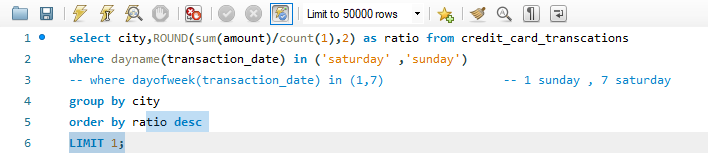 Limit to 50000 rows
1 select city,ROUND(sum(amount)/count(1),2) as ratio from credit_card_transcations
2 where dayname(transaction_date) in ('saturday' ,'sunday')
3 -- where dayofweek(transaction_date) in (1,7) -- 1 sunday , 7 saturday
4 group by city
5 order by ratio desc
6 LIMIT 1;